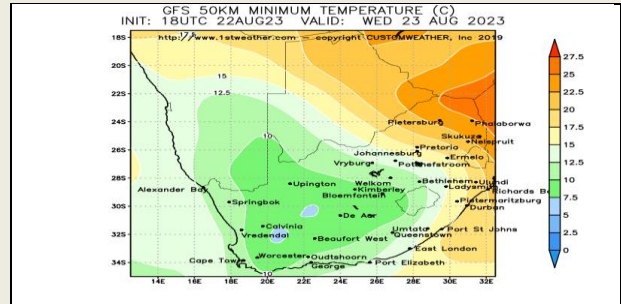 GFS 50KM MINIMUM TEMPERATURE (C)
INIT: 18UTC 22AUG23 VALID: WED 23 AUG 2023
17.5
http://www.1stweather.com - copyright CUSTOMWEATHER, Inc 2019
18S
20S
15
12.5
22S
24S
Pietersburg
Phalaborwa
Skukuza
10
Nelspruit
26S
Johannesburg
Pretoria
Vryburg
Potchefstroom
Ermelo
28S
Alexander Bay
Upington
Welkom
Kimberley
Bethlehem
Ulundi
Ladysmith
Richards B
Bloemfontein
30S
Springbok
Pietermaritzburg
Durban
De Aar
Calvinia
Vredendal
Beaufort West
Umtata
Queenstown
Port St Johns
32S
East London
Worcester
Oudtshoorn
Cape Town
George
Port Elizabeth
34S
10
14E 16E 18E 20E 22E 24E 26E 28E 30E 32E
27.5
25
22.5
20
17.5
15
12.5
10
7.5
5
2.5
0